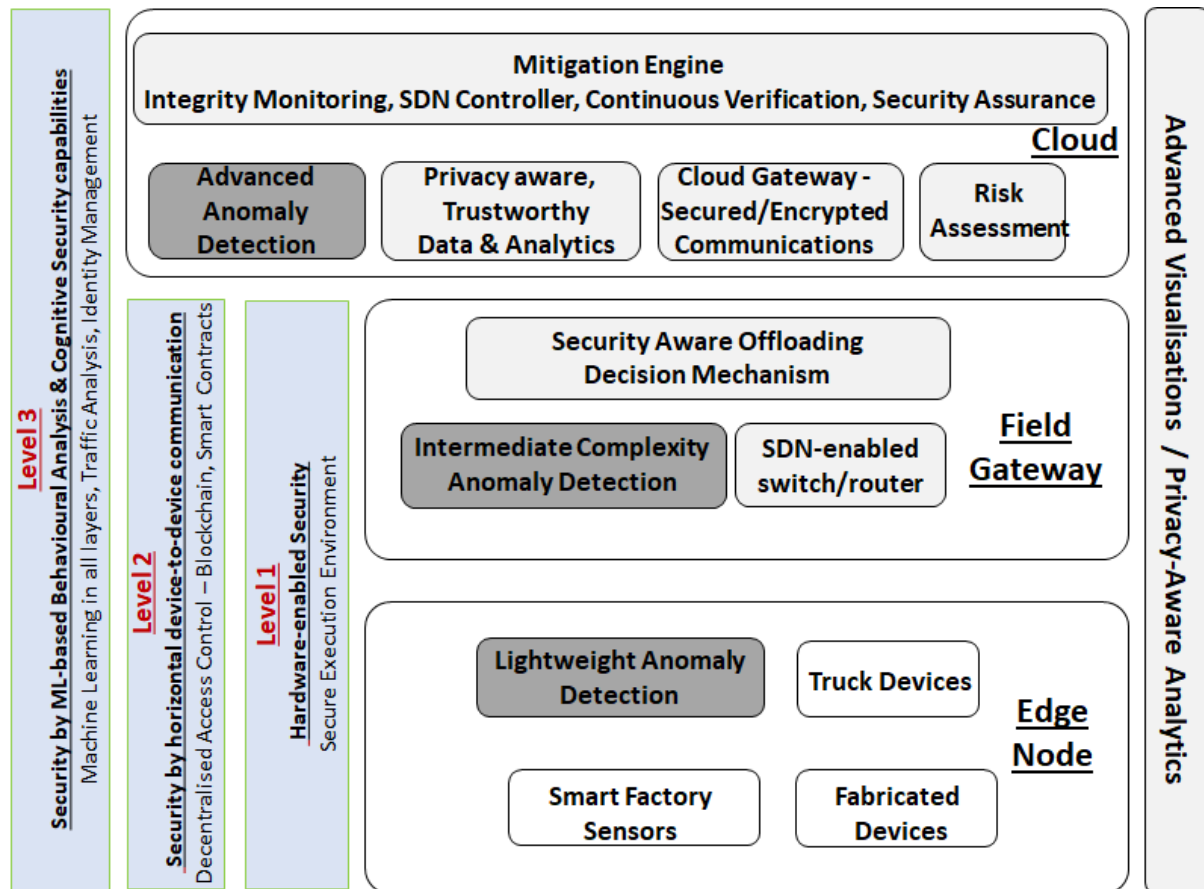 Level 3
Security by ML-based Behavioural Analysis & Cognitive Security capabilities
Machine Learning in all layers, Traffic Analysis, Identity Management
Mitigation Engine
Integrity Monitoring, SDN Controller, Continuous Verification, Security Assurance
Cloud
Advanced
Anomaly
Detection
Privacy aware,
Trustworthy
Data & Analytics
Cloud Gateway -
Secured/Encrypted
Communications
Risk
Assessment
Level 2
Security by horizontal device-to-device communication
Decentralised Access Control – Blockchain, Smart Contracts
Level 1
Hardware-enabled Security
Secure Execution Environment
Security Aware Offloading
Decision Mechanism
Intermediate Complexity
Anomaly Detection
SDN-enabled
switch/router
Field
Gateway
Lightweight Anomaly
Detection
Truck Devices
Smart Factory
Sensors
Fabricated
Devices
Edge
Node
Advanced Visualisations / Privacy-Aware Analytics